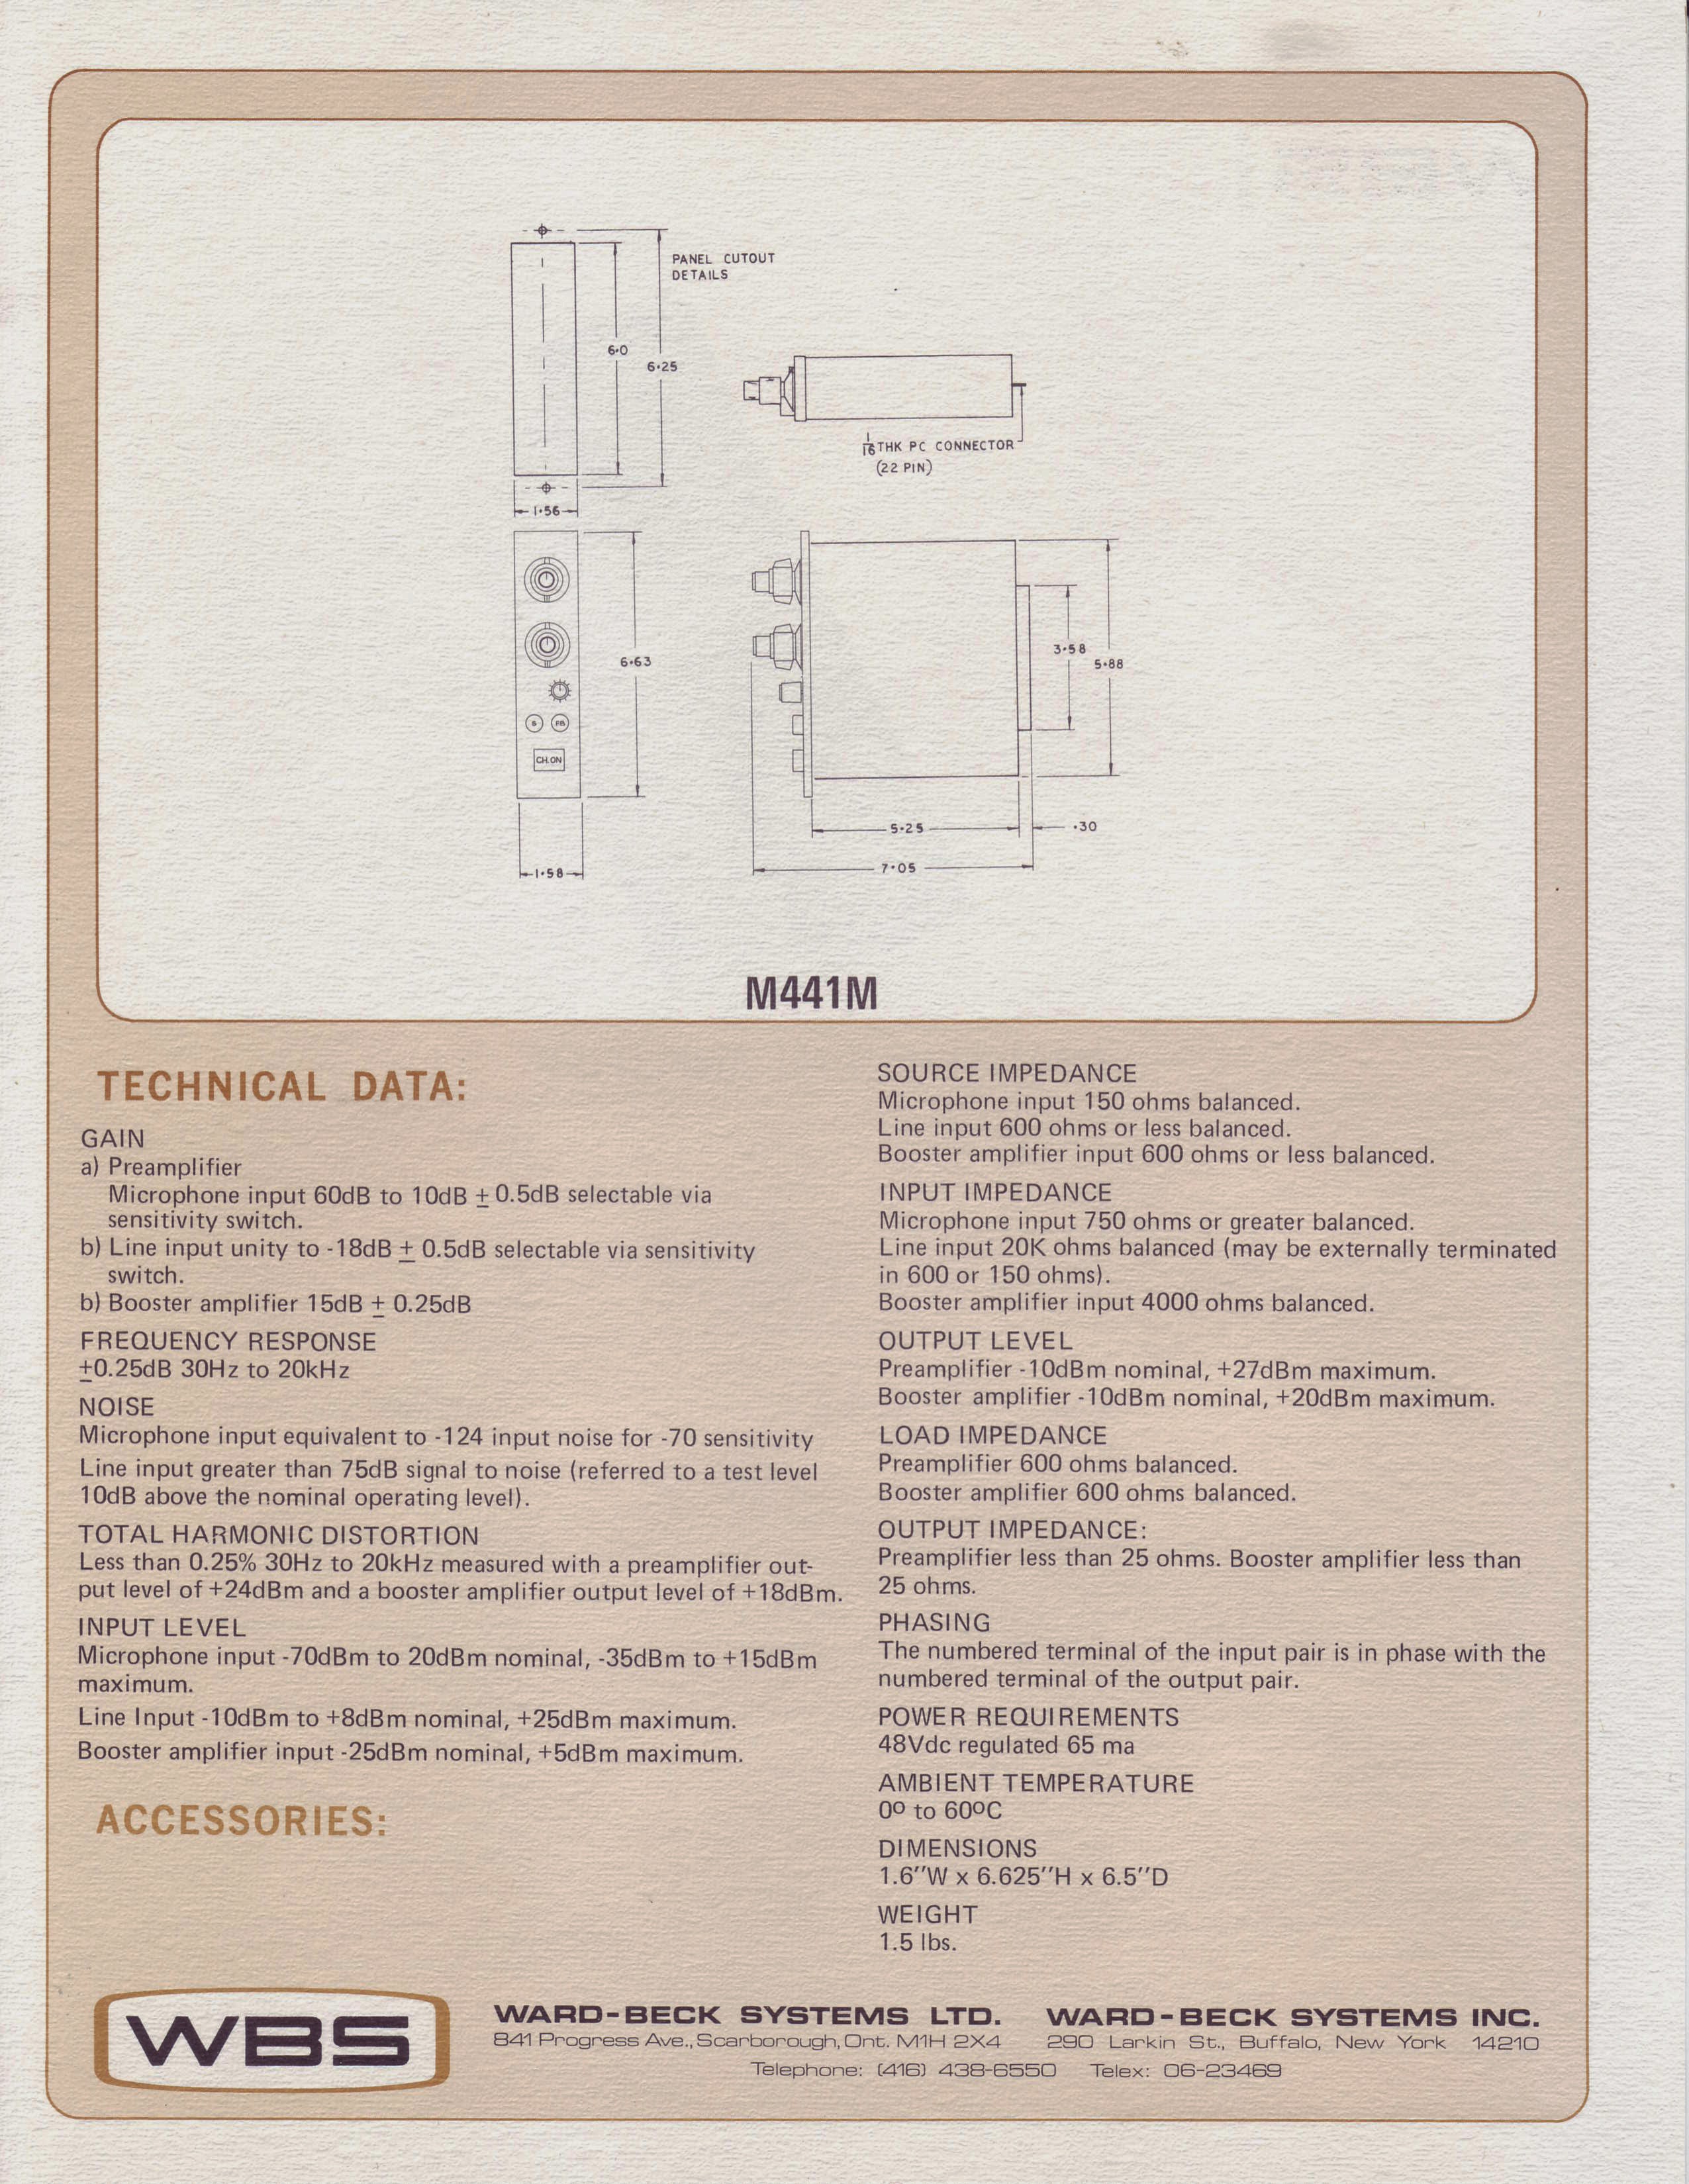 PANEL CUTOUT
DETAILS
6.0
6.25
1/16 THK PC CONNECTOR
(22 PIN)
1.56
6.63
S FB
CH.ON
3.58
5.88
5.25
.30
7.05
1.58
M441M
TECHNICAL DATA:
GAIN
a) Preamplifier
Microphone input 60dB to 10dB ± 0.5dB selectable via
sensitivity switch.
b) Line input unity to -18dB ± 0.5dB selectable via sensitivity
switch.
b) Booster amplifier 15dB ± 0.25dB
FREQUENCY RESPONSE
±0.25dB 30Hz to 20kHz
NOISE
Microphone input equivalent to -124 input noise for -70 sensitivity
Line input greater than 75dB signal to noise (referred to a test level
10dB above the nominal operating level).
TOTAL HARMONIC DISTORTION
Less than 0.25% 30Hz to 20kHz measured with a preamplifier out-
put level of +24dBm and a booster amplifier output level of +18dBm.
INPUT LEVEL
Microphone input -70dBm to 20dBm nominal, -35dBm to +15dBm
maximum.
Line Input -10dBm to +8dBm nominal, +25dBm maximum.
Booster amplifier input -25dBm nominal, +5dBm maximum.
ACCESSORIES:
SOURCE IMPEDANCE
Microphone input 150 ohms balanced.
Line input 600 ohms or less balanced.
Booster amplifier input 600 ohms or less balanced.
INPUT IMPEDANCE
Microphone input 750 ohms or greater balanced.
Line input 20K ohms balanced (may be externally terminated
in 600 or 150 ohms).
Booster amplifier input 4000 ohms balanced.
OUTPUT LEVEL
Preamplifier -10dBm nominal, +27dBm maximum.
Booster amplifier -10dBm nominal, +20dBm maximum.
LOAD IMPEDANCE
Preamplifier 600 ohms balanced.
Booster amplifier 600 ohms balanced.
OUTPUT IMPEDANCE:
Preamplifier less than 25 ohms. Booster amplifier less than
25 ohms.
PHASING
The numbered terminal of the input pair is in phase with the
numbered terminal of the output pair.
POWER REQUIREMENTS
48Vdc regulated 65 ma
AMBIENT TEMPERATURE
0º to 60ºC
DIMENSIONS
1.6"W x 6.625"H x 6.5"D
WEIGHT
1.5 lbs.
WBS
WARD-BECK SYSTEMS LTD. WARD-BECK SYSTEMS INC.
841 Progress Ave., Scarborough, Ont. M1H 2X4 290 Larkin St., Buffalo, New York 14210
Telephone: (416) 438-6550 Telex: 06-23469